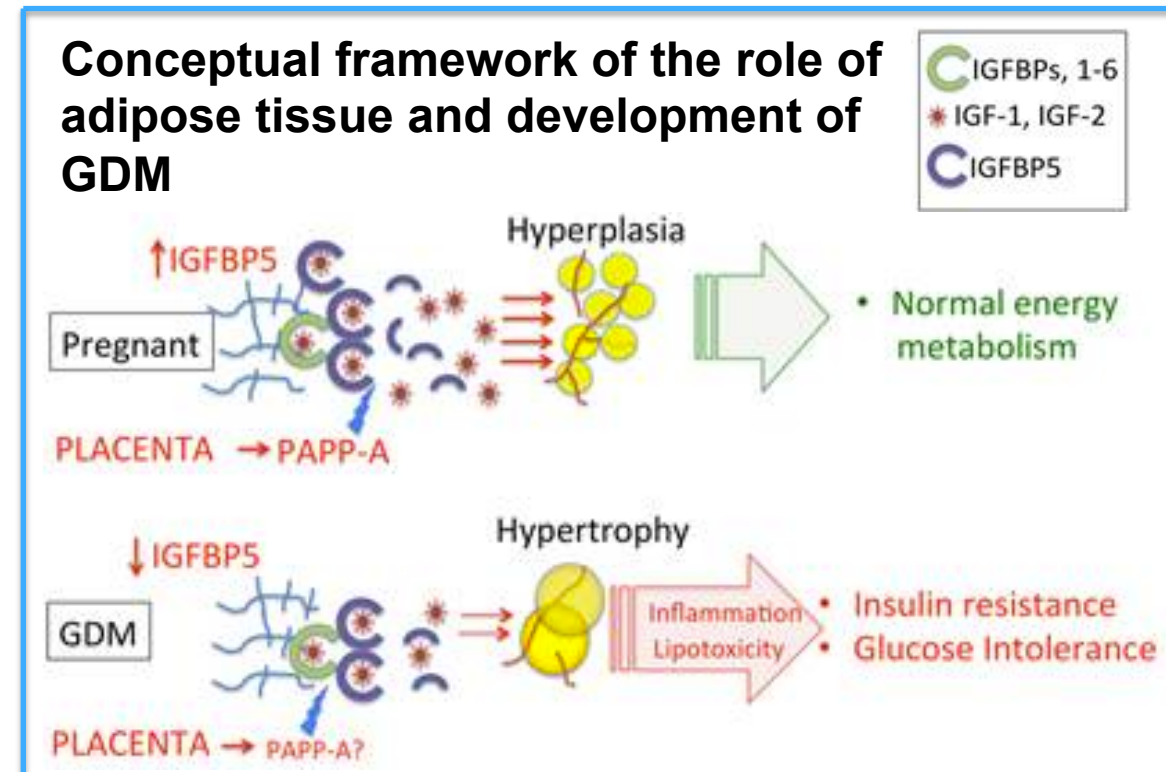 Conceptual framework of the role of
adipose tissue and development of
GDM
IGFBPs, 1-6
IGF-1, IGF-2
IGFBP5
Hyperplasia
↑IGFBP5
Pregnant
• Normal energy
metabolism
PLACENTA → PAPP-A
Hypertrophy
↓IGFBP5
GDM
Inflammation
Lipotoxicity
• Insulin resistance
• Glucose Intolerance
PLACENTA → PAPP-A?